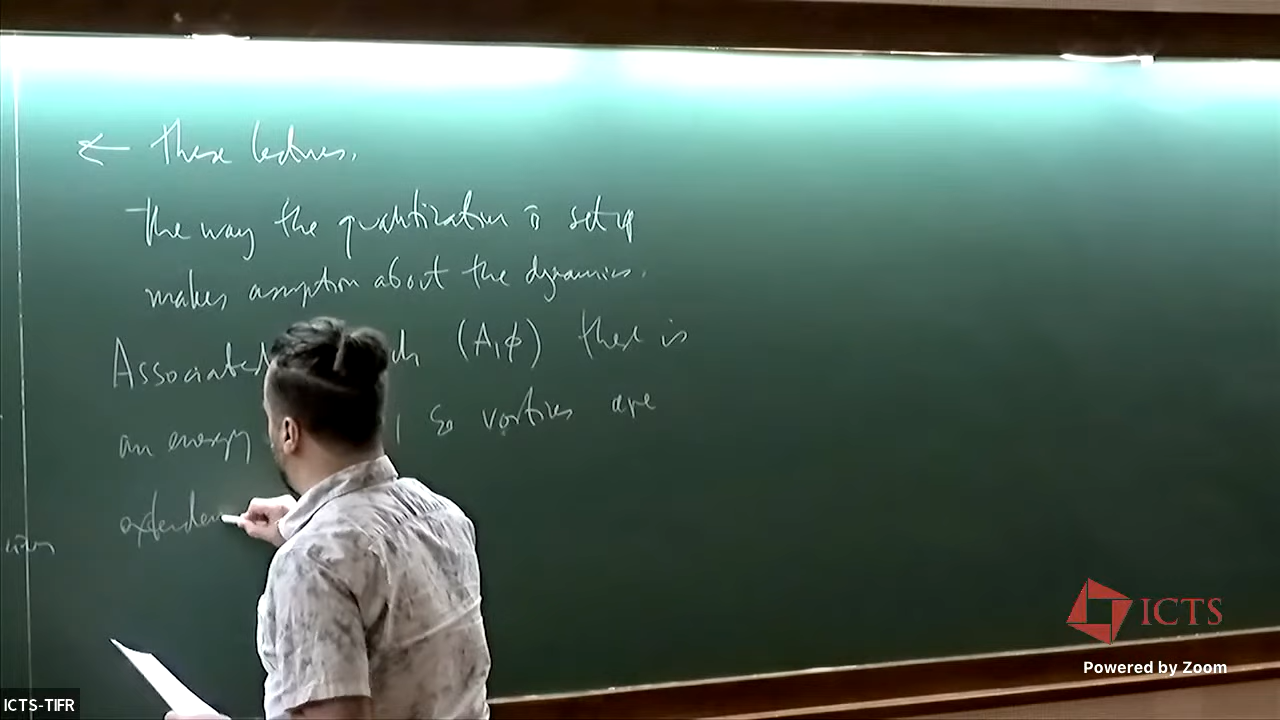 ← these lectures.
The way the quantization is set up
makes assumption about the dynamics.
Associated (A, φ) there is
an energy so vortices are
ICTS
Powered by Zoom
ICTS-TIFR